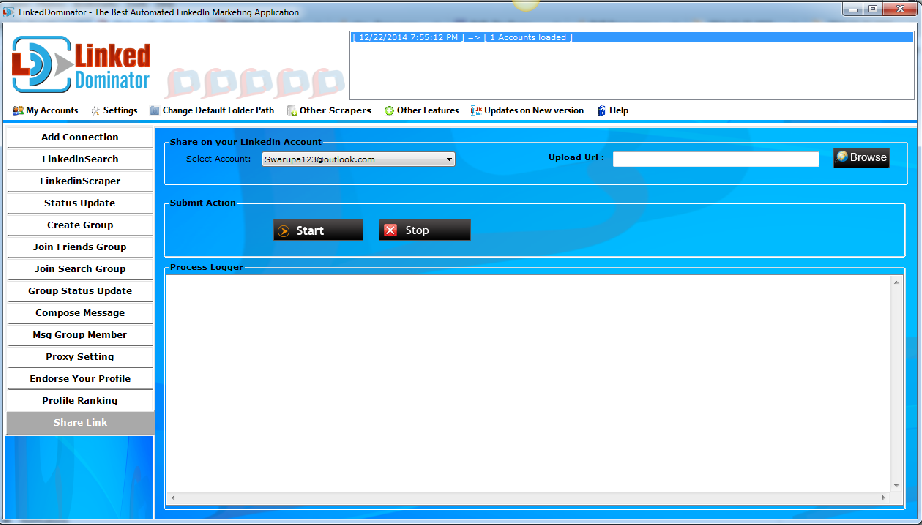 LinkedDominator - The Best Automated LinkedIn Marketing Application
Linked
Dominator
[ 12/22/2014 7:55:12 PM ] => [ 1 Accounts loaded ]
My Accounts Settings Change Default Folder Path Other Scrapers Other Features Updates on New version Help
Add Connection
LinkedinSearch
LinkedinScraper
Status Update
Create Group
Join Friends Group
Join Search Group
Group Status Update
Compose Message
Msg Group Member
Proxy Setting
Endorse Your Profile
Profile Ranking
Share Link
Share on your LinkedIn Account
Select Account: Swarupa123@outlook.com Upload Url : Browse
Submit Action
Start Stop
Process Logger